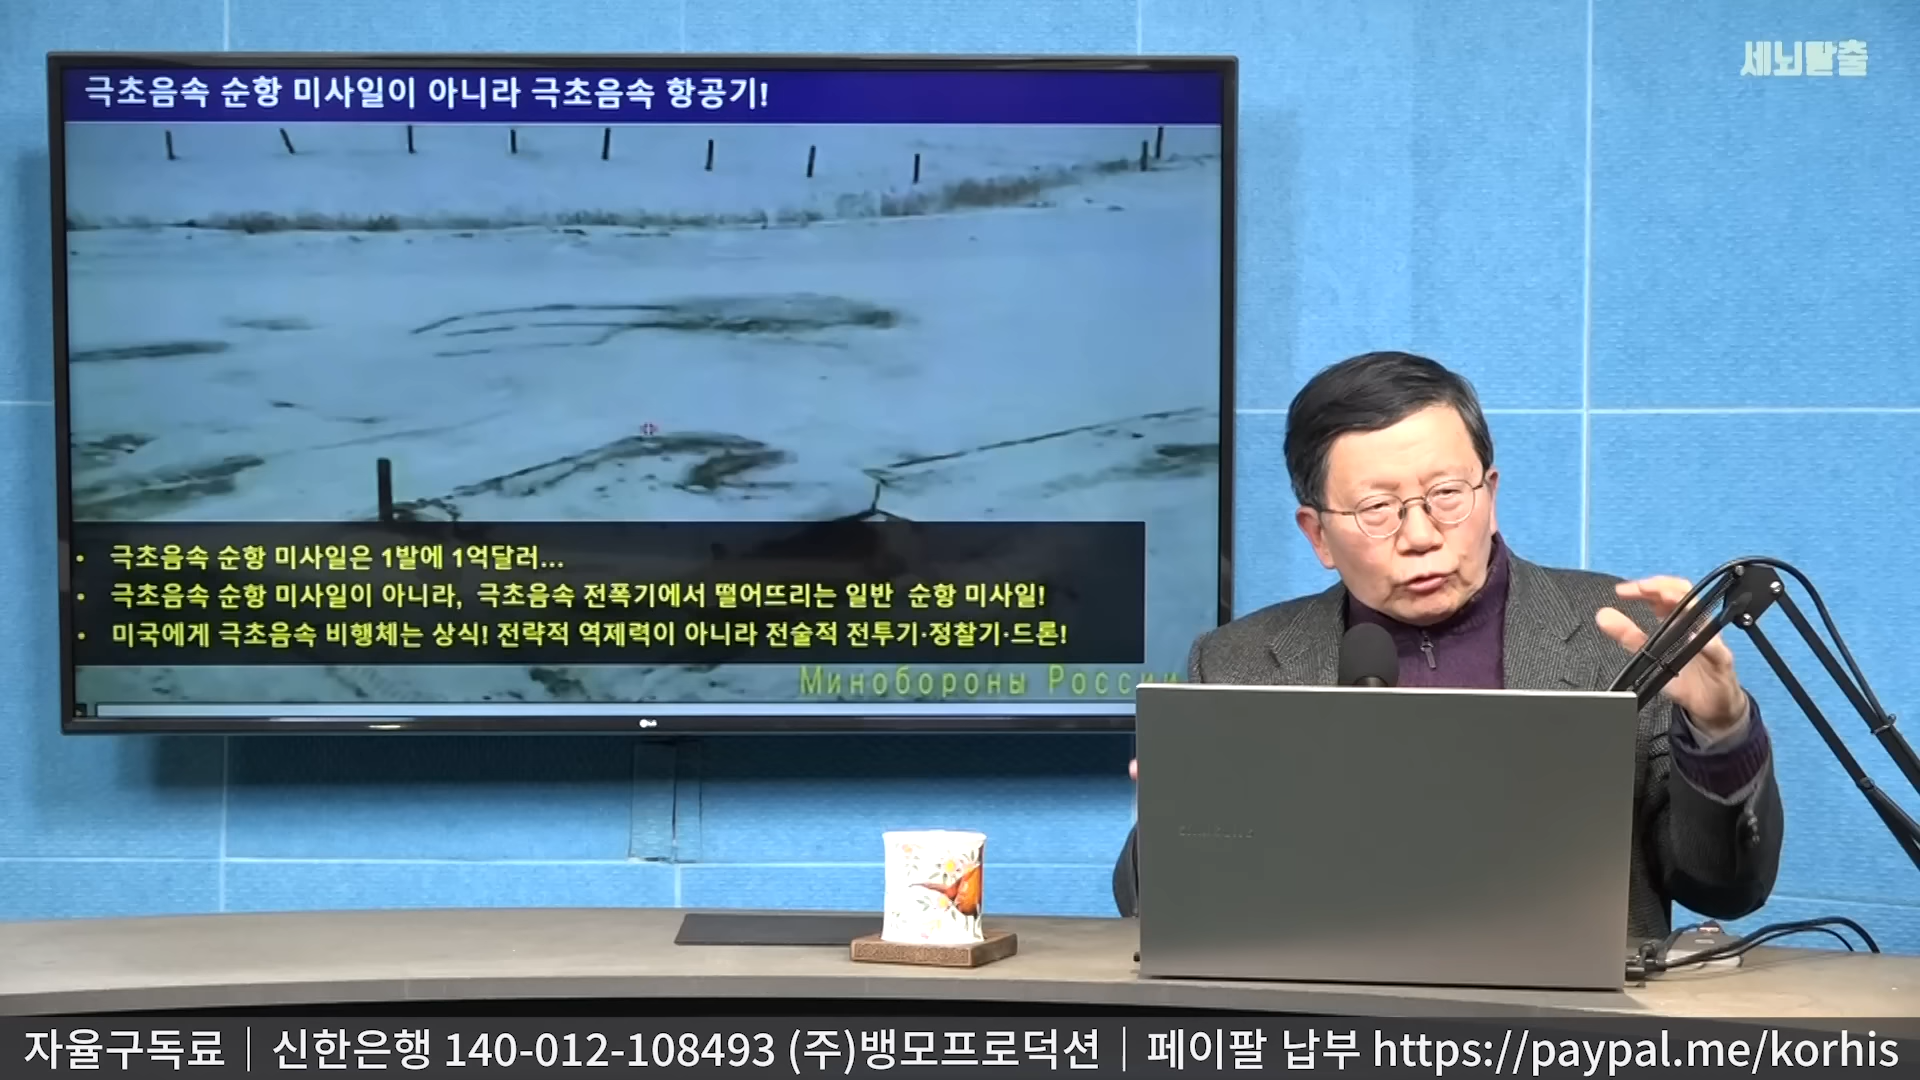 세뇌탈출
극초음속 순항 미사일이 아니라 극초음속 항공기!
• 극초음속 순항 미사일은 1발에 1억달러...
• 극초음속 순항 미사일이 아니라, 극초음속 전폭기에서 떨어뜨리는 일반 순항 미사일!
• 미국에게 극초음속 비행체는 상식! 전략적 억제력이 아니라 전술적 전투기·정찰기·드론!
Минобороны России
LG
SAMSUNG
자율구독료│신한은행 140-012-108493 (주)뱅모프로덕션│페이팔 납부 https://paypal.me/korhis